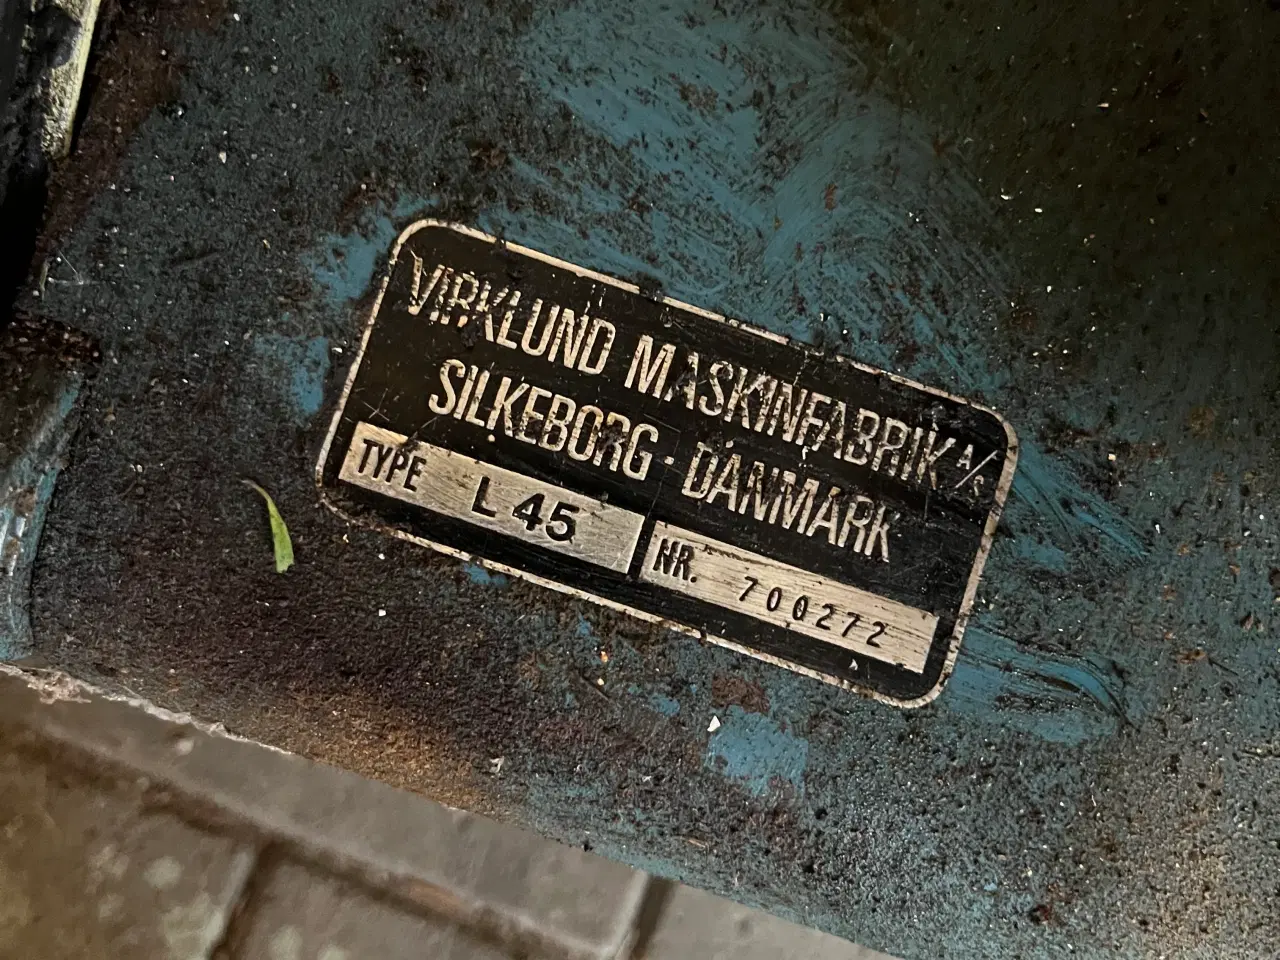 VIRKLUND MASKINFABRIK A/S
SILKEBORG · DANMARK
TYPE L 45 NR. 700272